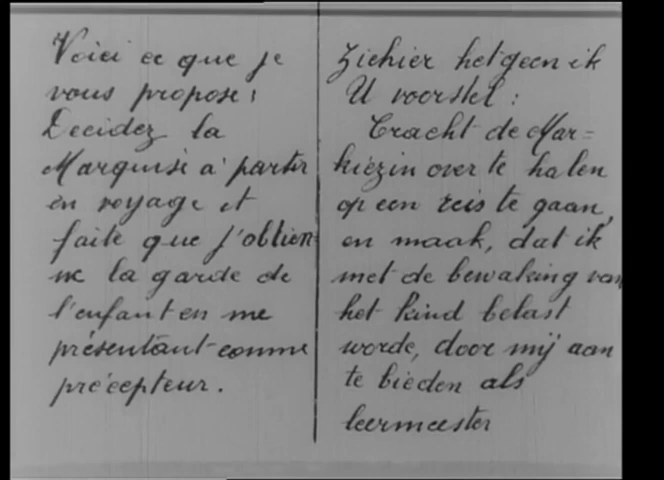 Voici ce que je
vous propose:
Decidez la
Marquise à partir
en voyage et
faite que j'obtien-
ne la garde de
l'enfant en me
présentant comme
précepteur.
Ziehier hetgeen ik
U voorstel:
Tracht de Mar=
kiezin over te halen
op een reis te gaan,
en maak, dat ik
met de bewaking van
het kind belast
worde, door mij aan
te bieden als
leermeester